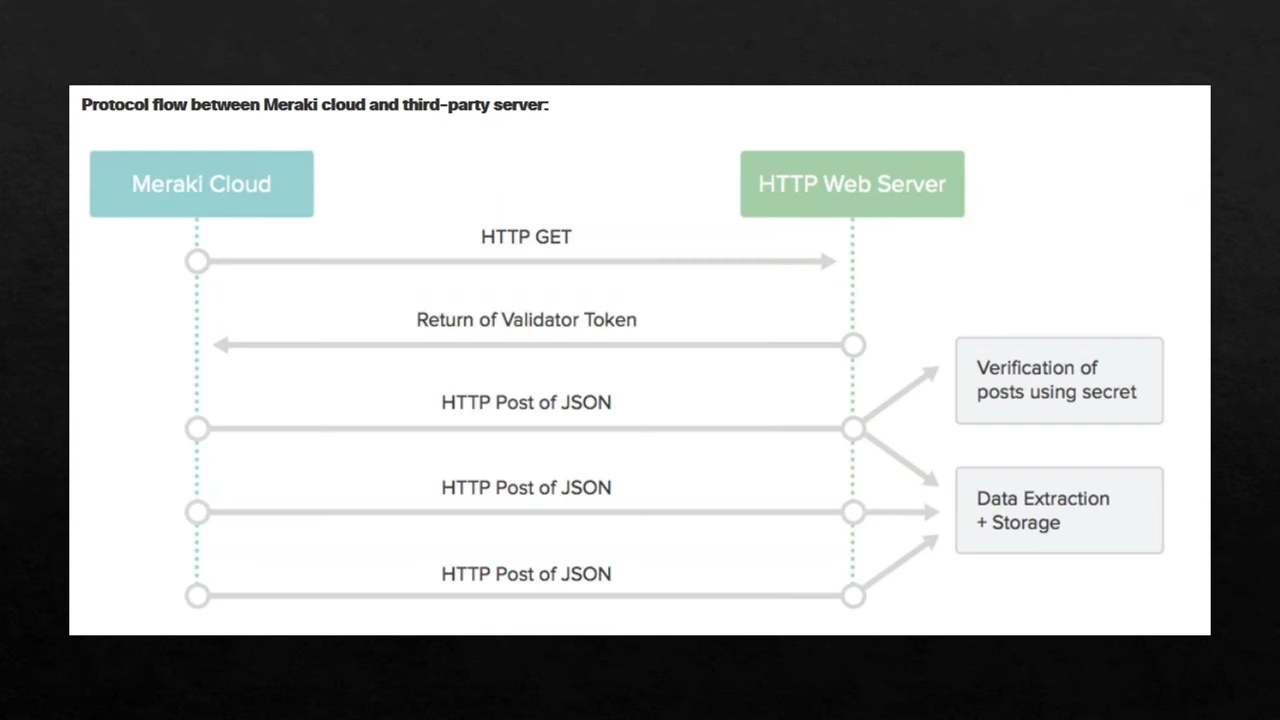 Protocol flow between Meraki cloud and third-party server:
Meraki Cloud
HTTP Web Server
HTTP GET
Return of Validator Token
HTTP Post of JSON
Verification of
posts using secret
HTTP Post of JSON
Data Extraction
+ Storage
HTTP Post of JSON